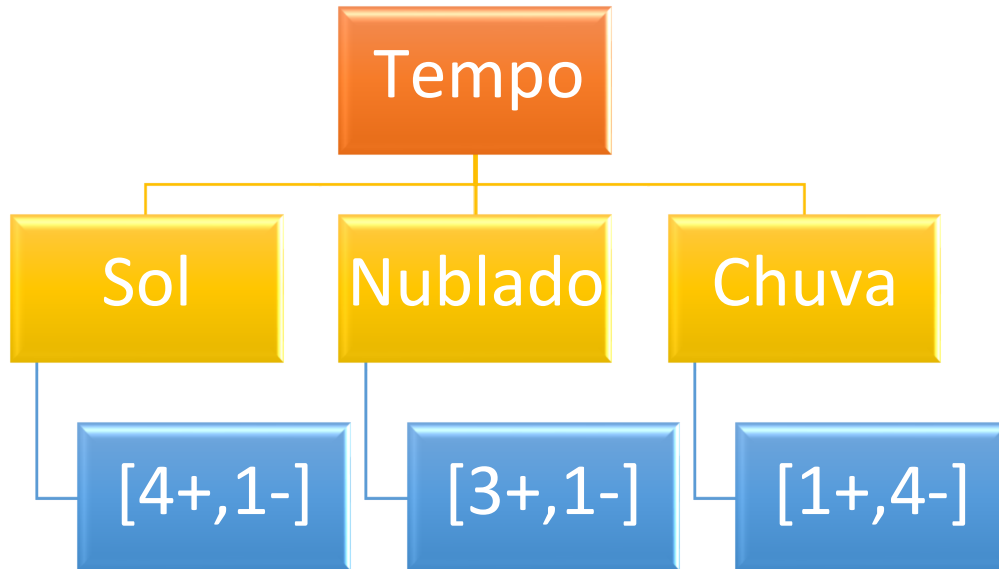 Tempo
Sol
Nublado
Chuva
[4+,1-]
[3+,1-]
[1+,4-]